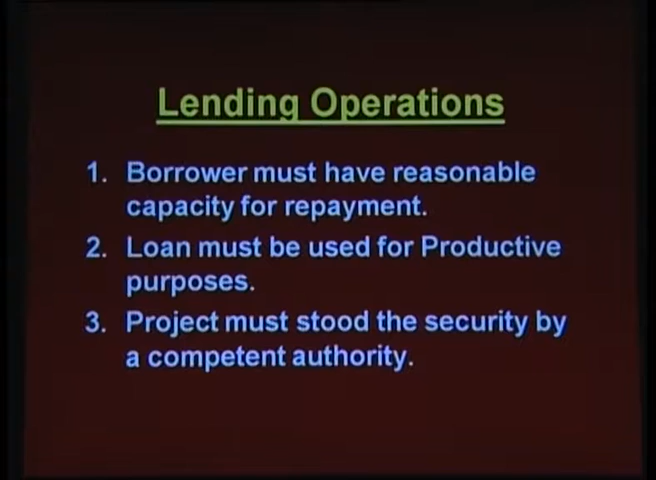 Lending Operations
1. Borrower must have reasonable
capacity for repayment.
2. Loan must be used for Productive
purposes.
3. Project must stood the security by
a competent authority.